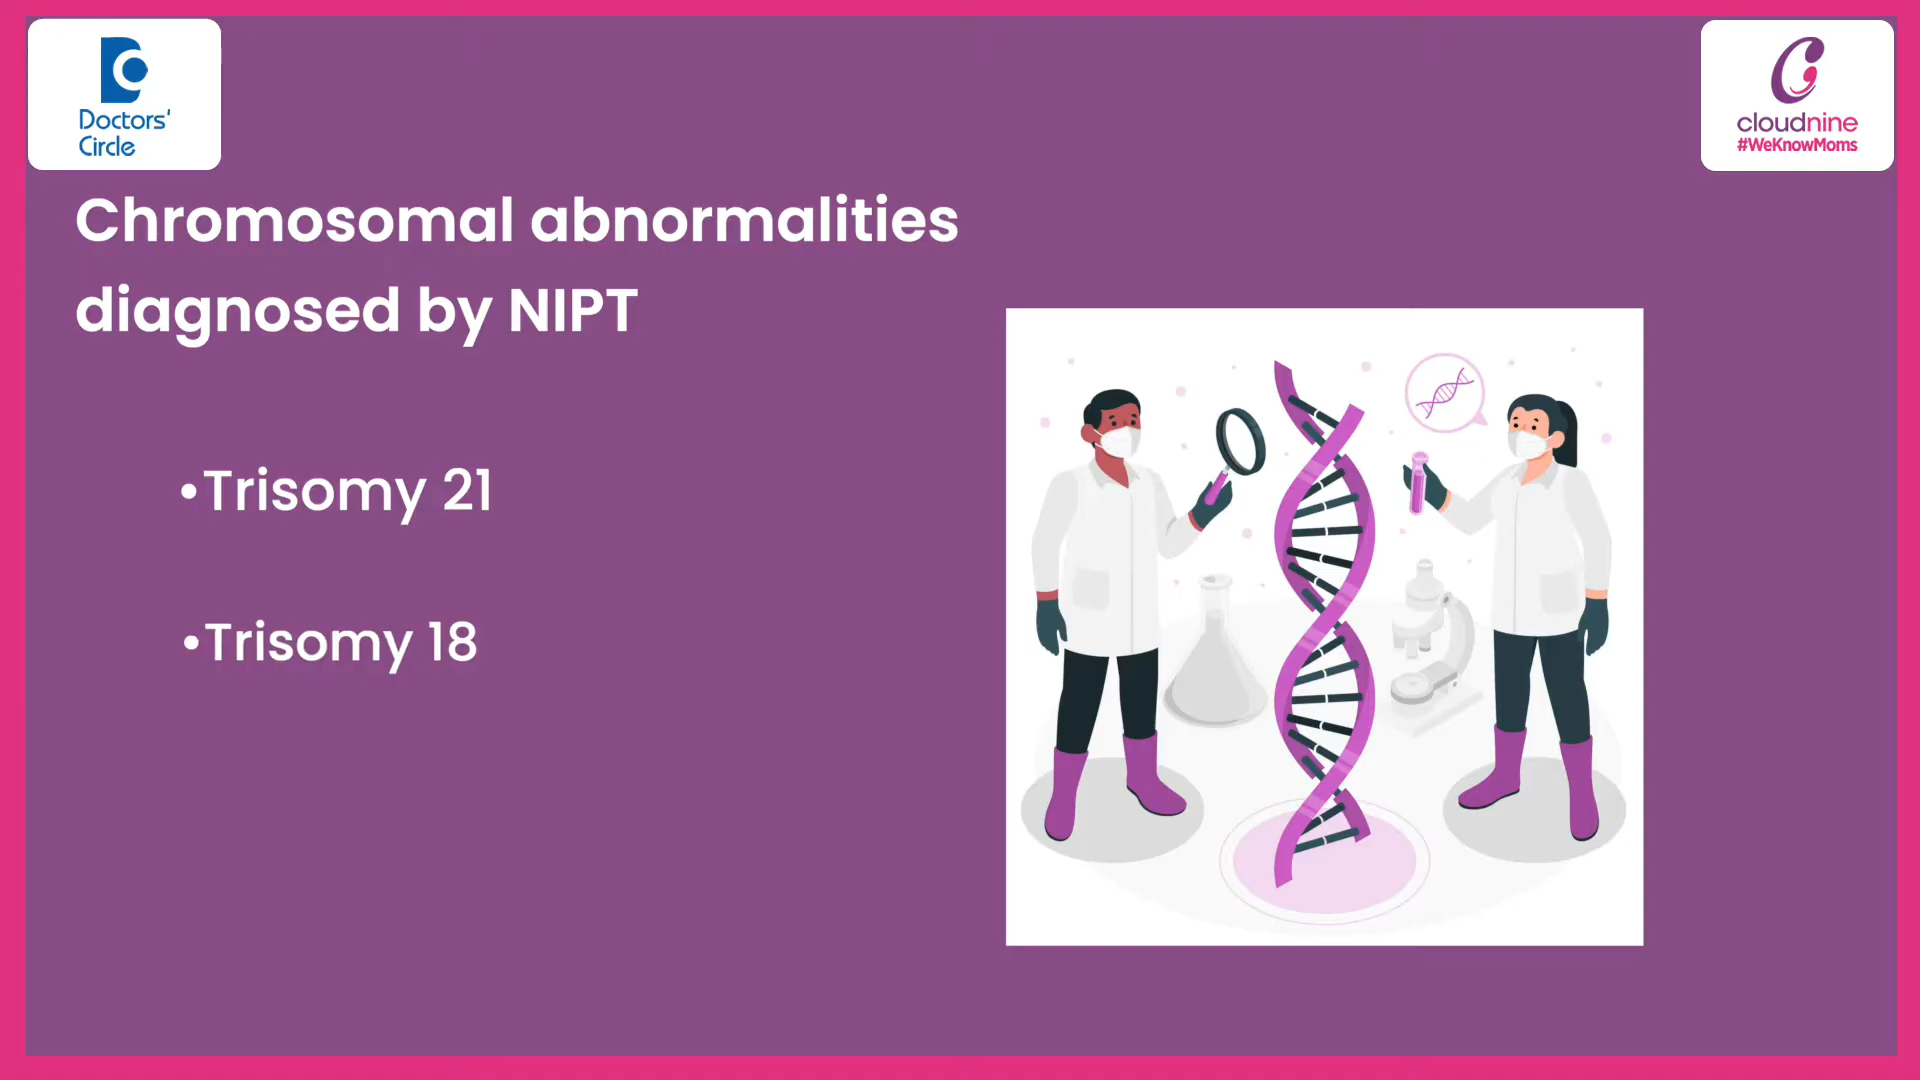 Doctors'
Circle
cloudnine
#WeKnowMoms
Chromosomal abnormalities
diagnosed by NIPT
•Trisomy 21
•Trisomy 18